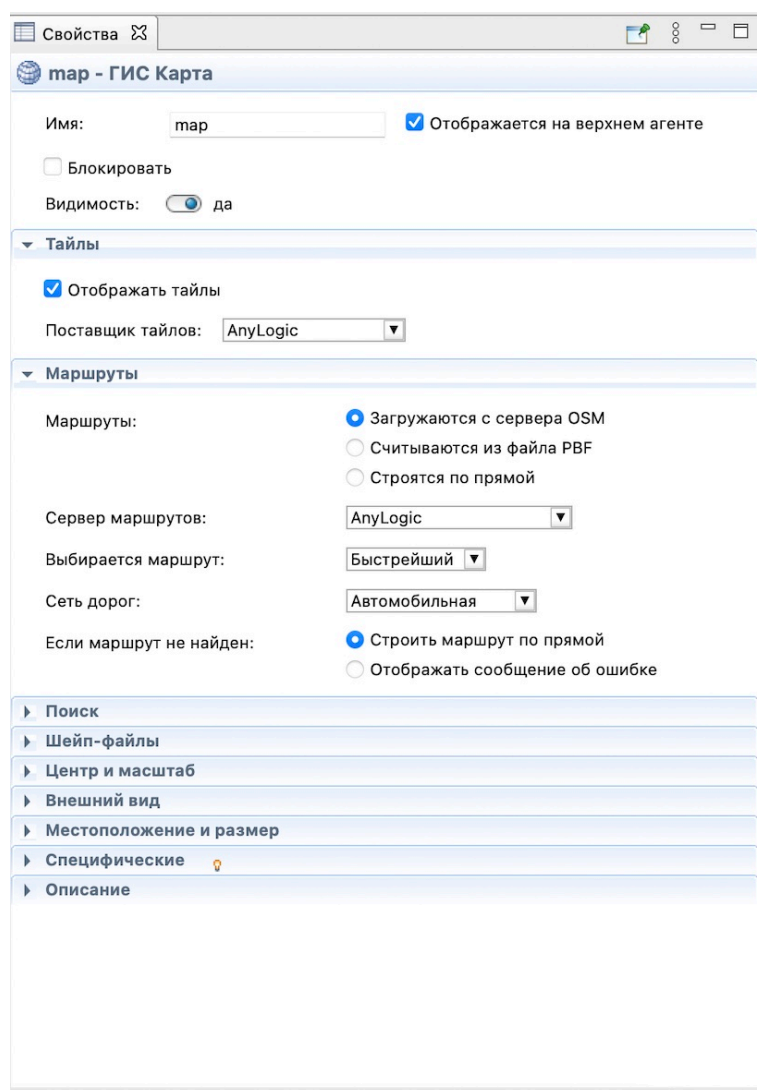 Свойства
map - ГИС Карта
Имя: map Отображается на верхнем агенте
Блокировать
Видимость: да
Тайлы
Отображать тайлы
Поставщик тайлов: AnyLogic
Маршруты
Маршруты: Загружаются с сервера OSM
Считываются из файла PBF
Строятся по прямой
Сервер маршрутов: AnyLogic
Выбирается маршрут: Быстрейший
Сеть дорог: Автомобильная
Если маршрут не найден: Строить маршрут по прямой
Отображать сообщение об ошибке
Поиск
Шейп-файлы
Центр и масштаб
Внешний вид
Местоположение и размер
Специфические
Описание